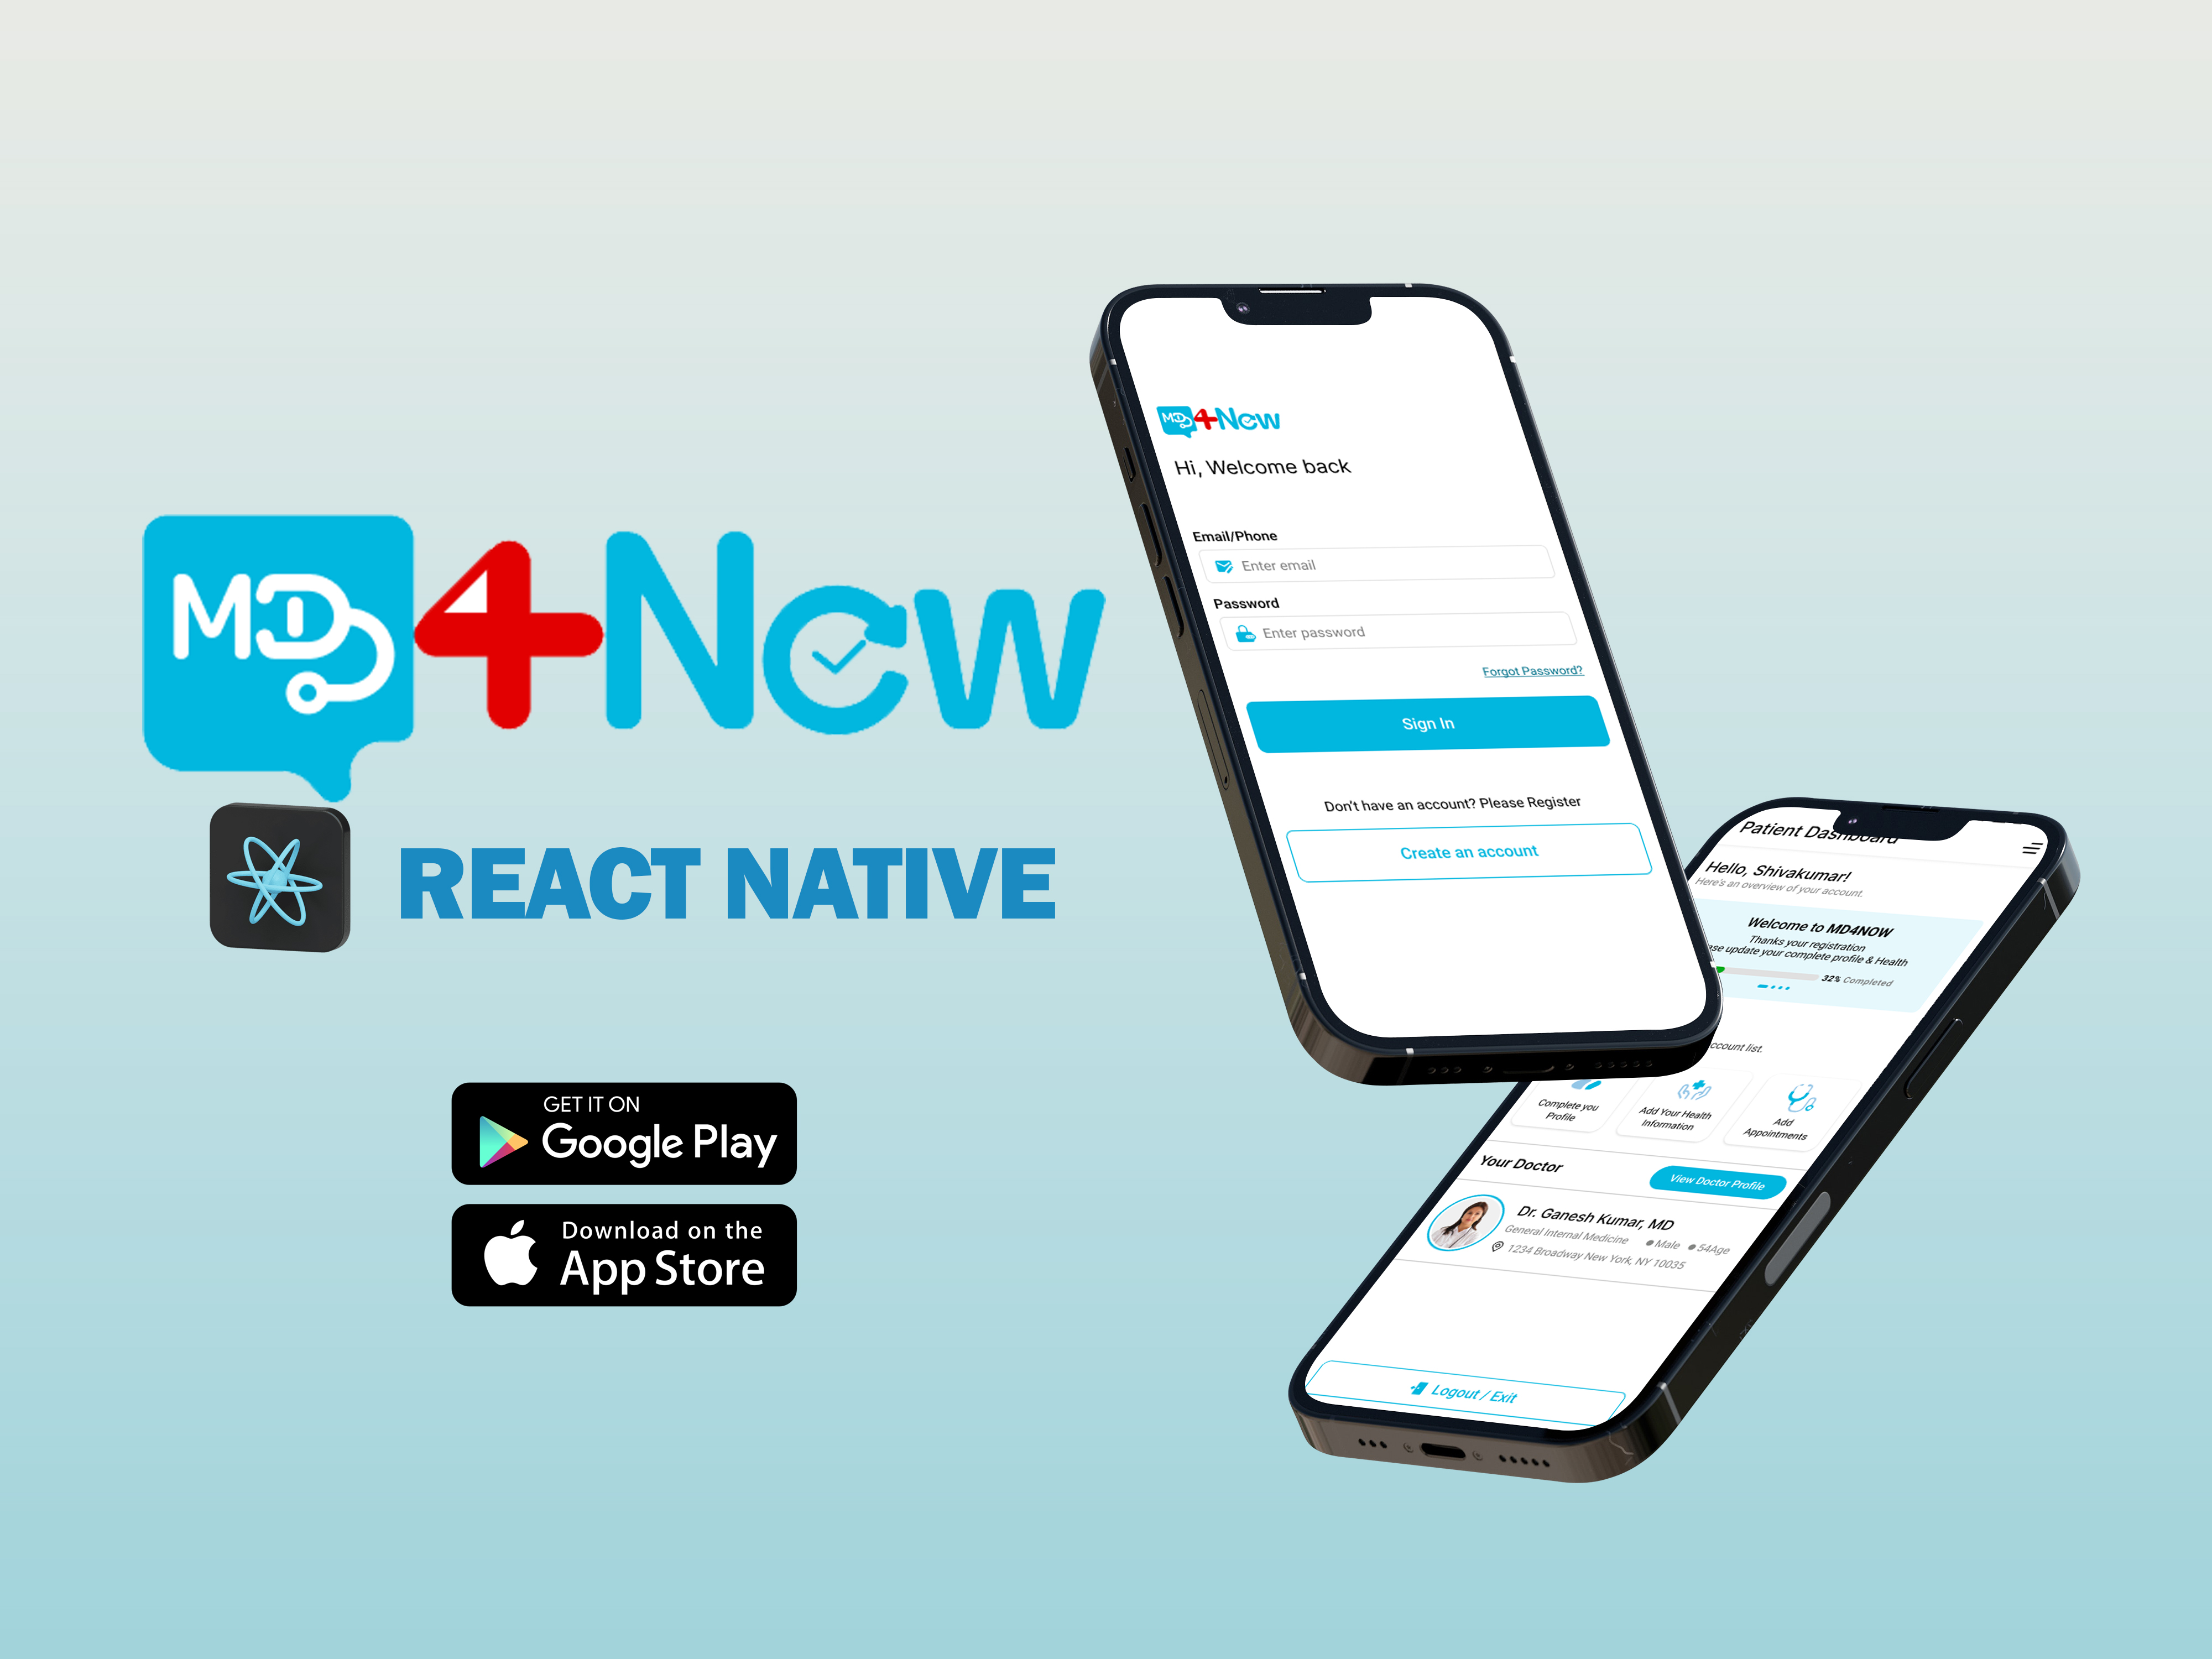 MD4Now
REACT NATIVE
GET IT ON
Google Play
Download on the
App Store
MD4Now
Hi, Welcome back
Email/Phone
Enter email
Password
Enter password
Forgot Password?
Sign In
Don't have an account? Please Register
Create an account
Patient Dashboard
Hello, Shivakumar!
Here's an overview of your account.
Welcome to MD4NOW
Thanks your registration
update your complete profile & Health
32% Completed
list.
Complete you
Profile
Add Your Health
Information
Add
Appointments
Your Doctor
View Doctor Profile
Dr. Ganesh Kumar, MD
General Internal Medicine Male 54Age
1234 Broadway New York, NY 10035
Logout / Exit